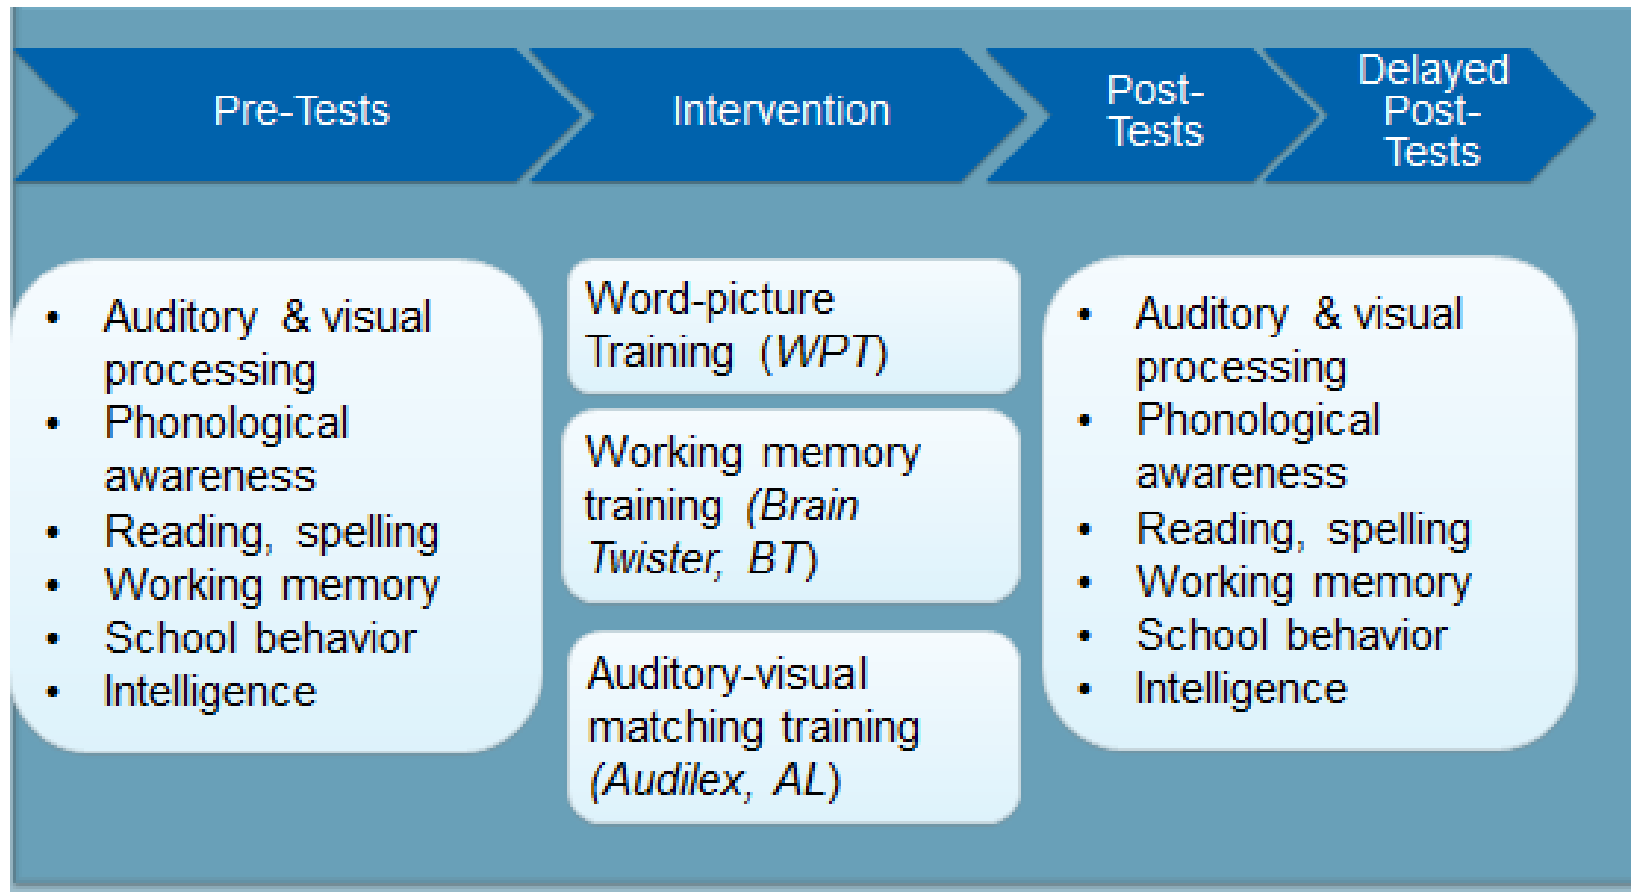 Pre-Tests
Intervention
Post-
Tests
Delayed
Post-
Tests
• Auditory & visual
processing
• Phonological
awareness
• Reading, spelling
• Working memory
• School behavior
• Intelligence
Word-picture
Training (WPT)
Working memory
training (Brain
Twister, BT)
Auditory-visual
matching training
(Audilex, AL)
• Auditory & visual
processing
• Phonological
awareness
• Reading, spelling
• Working memory
• School behavior
• Intelligence